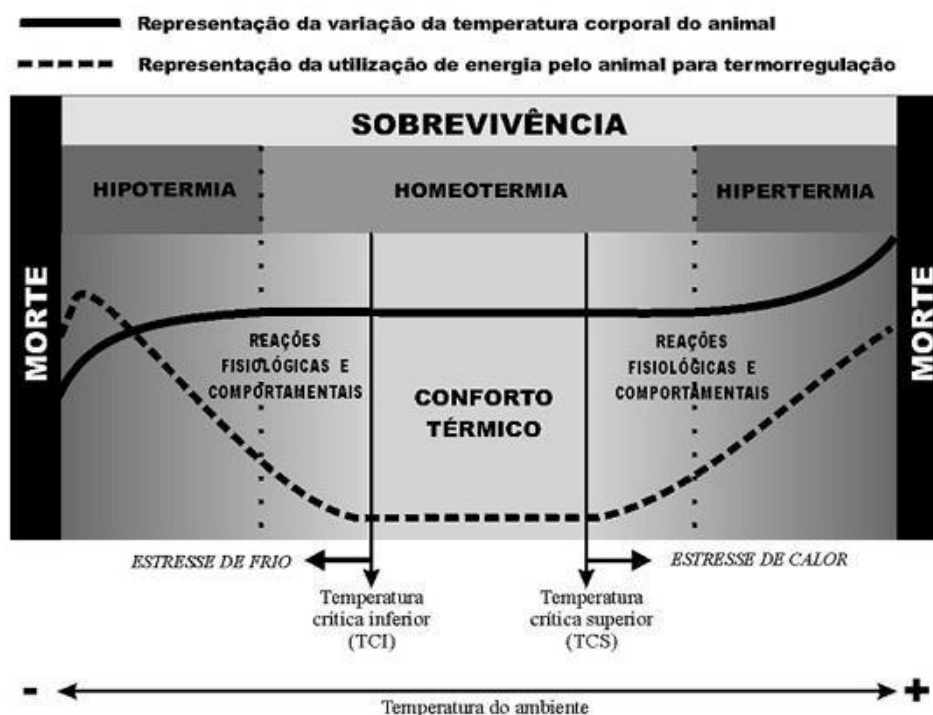 Representação da variação da temperatura corporal do animal
Representação da utilização de energia pelo animal para termorregulação
SOBREVIVÊNCIA
HIPOTERMIA
HOMEOTERMIA
HIPERTERMIA
MORTE
MORTE
REAÇÕES
FISIOLÓGICAS E
COMPORTAMENTAIS
CONFORTO
TÉRMICO
REAÇÕES
FISIOLÓGICAS E
COMPORTAMENTAIS
ESTRESSE DE FRIO
ESTRESSE DE CALOR
Temperatura
crítica inferior
(TCI)
Temperatura
crítica superior
(TCS)
- +
Temperatura do ambiente